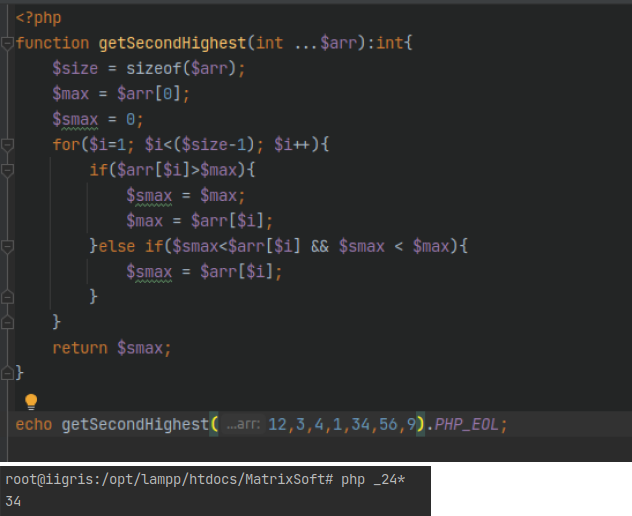 <?php
function getSecondHighest(int ...$arr):int{
    $size = sizeof($arr);
    $max = $arr[0];
    $smax = 0;
    for($i=1; $i<($size-1); $i++){
        if($arr[$i]>$max){
            $smax = $max;
            $max = $arr[$i];
        }else if($smax<$arr[$i] && $smax < $max){
            $smax = $arr[$i];
        }
    }
    return $smax;
}
echo getSecondHighest( ...arr: 12,3,4,1,34,56,9).PHP_EOL;
root@iigris:/opt/lampp/htdocs/MatrixSoft# php _24*
34